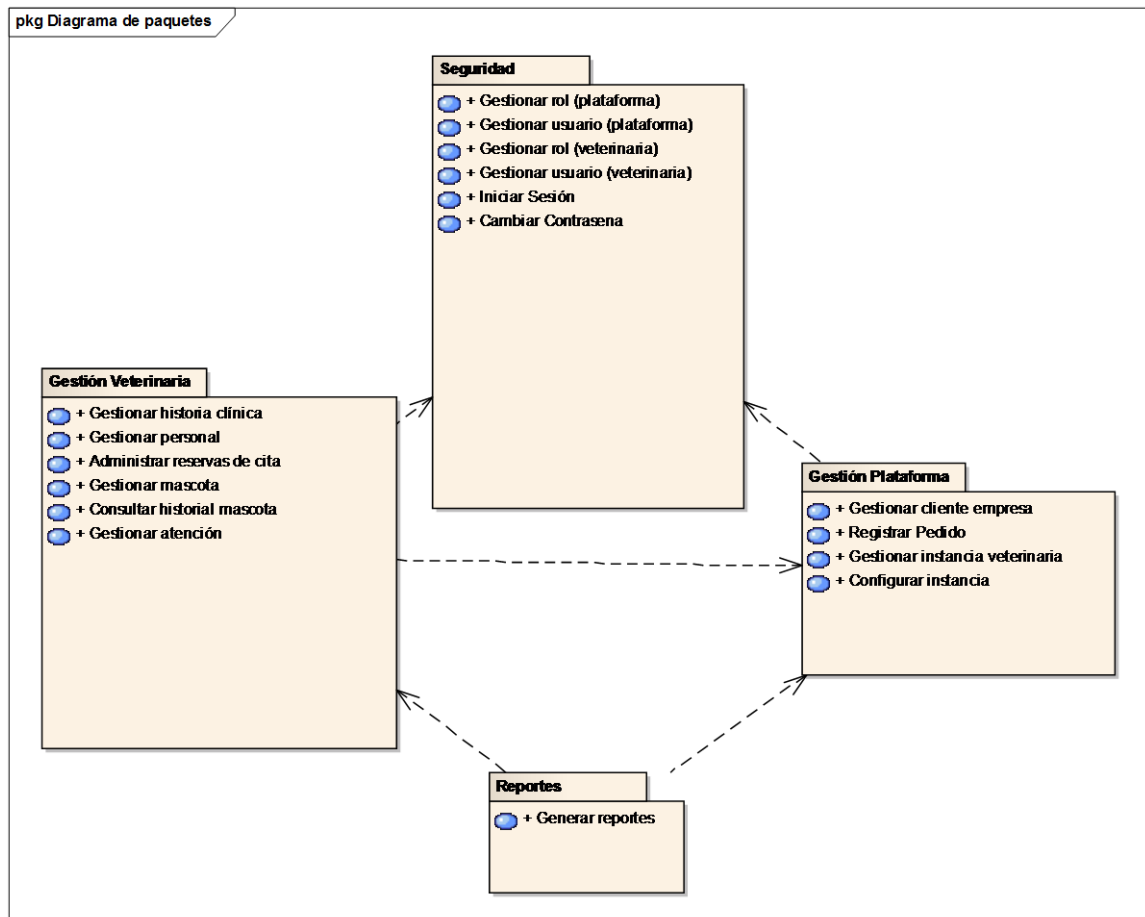 pkg Diagrama de paquetes
Seguridad
+ Gestionar rol (plataforma)
+ Gestionar usuario (plataforma)
+ Gestionar rol (veterinaria)
+ Gestionar usuario (veterinaria)
+ Iniciar Sesión
+ Cambiar Contrasena
Gestión Veterinaria
+ Gestionar historia clínica
+ Gestionar personal
+ Administrar reservas de cita
+ Gestionar mascota
+ Consultar historial mascota
+ Gestionar atención
Gestión Plataforma
+ Gestionar cliente empresa
+ Registrar Pedido
+ Gestionar instancia veterinaria
+ Configurar instancia
Reportes
+ Generar reportes